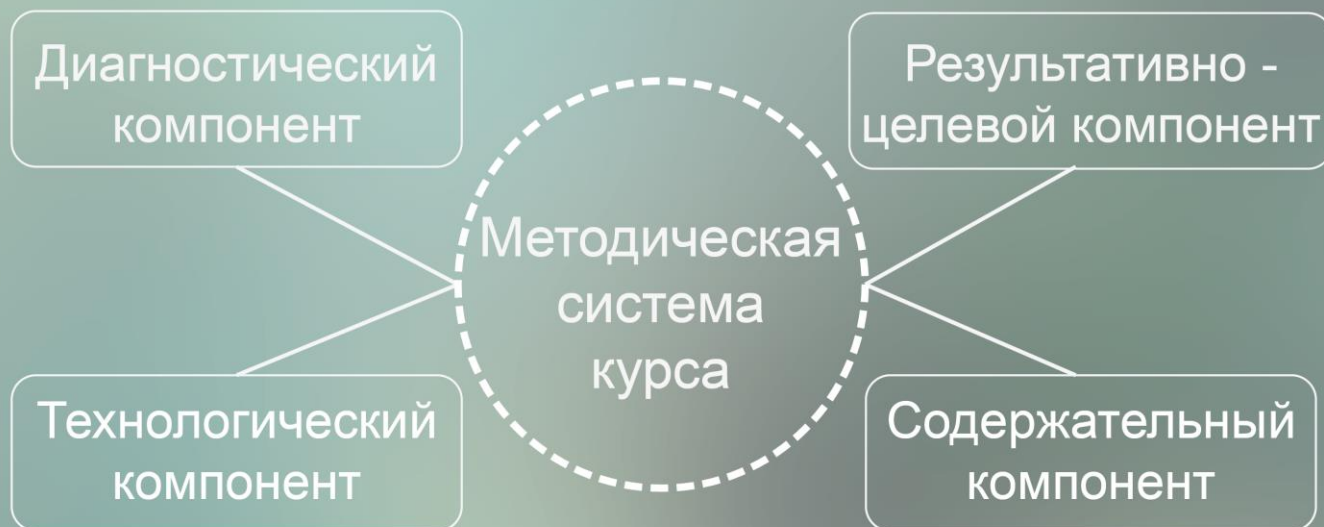 Диагностический
компонент
Результативно -
целевой компонент
Методическая
система
курса
Технологический
компонент
Содержательный
компонент